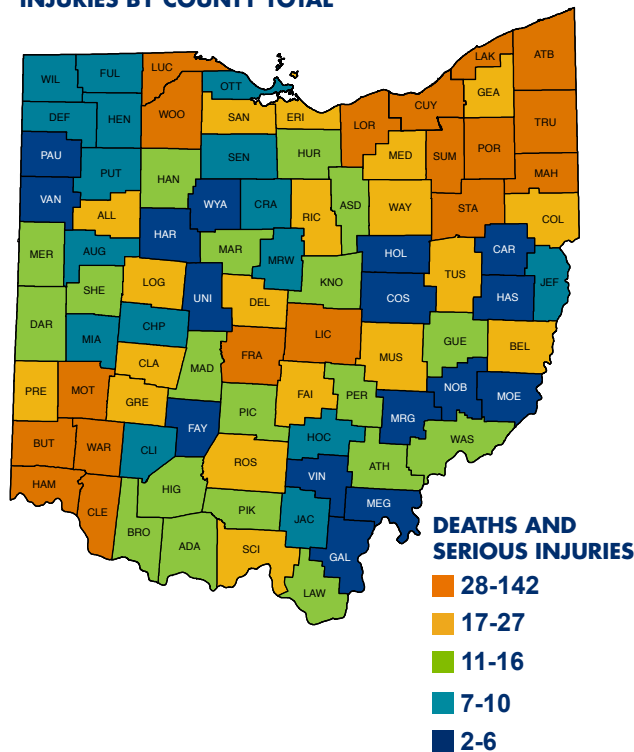 INJURIES BY COUNTY TOTAL
LAK
ATB
WIL
FUL
LUC
OTT
GEA
CUY
DEF
HEN
WOO
SAN
ERI
LOR
TRU
PAU
SEN
HUR
MED
SUM
POR
PUT
HAN
MAH
VAN
WYA
CRA
RIC
ASD
WAY
STA
ALL
COL
HAR
MER
AUG
MAR
MRW
HOL
TUS
CAR
JEF
SHE
LOG
UNI
KNO
COS
HAS
DEL
DAR
MIA
CHP
LIC
GUE
BEL
FRA
MUS
CLA
MAD
PRE
MOT
GRE
FAI
PER
NOB
MOE
PIC
MRG
FAY
BUT
WAR
CLI
HOC
WAS
ROS
ATH
HAM
VIN
HIG
MEG
CLE
PIK
JAC
BRO
ADA
SCI
GAL
LAW
DEATHS AND
SERIOUS INJURIES
28-142
17-27
11-16
7-10
2-6